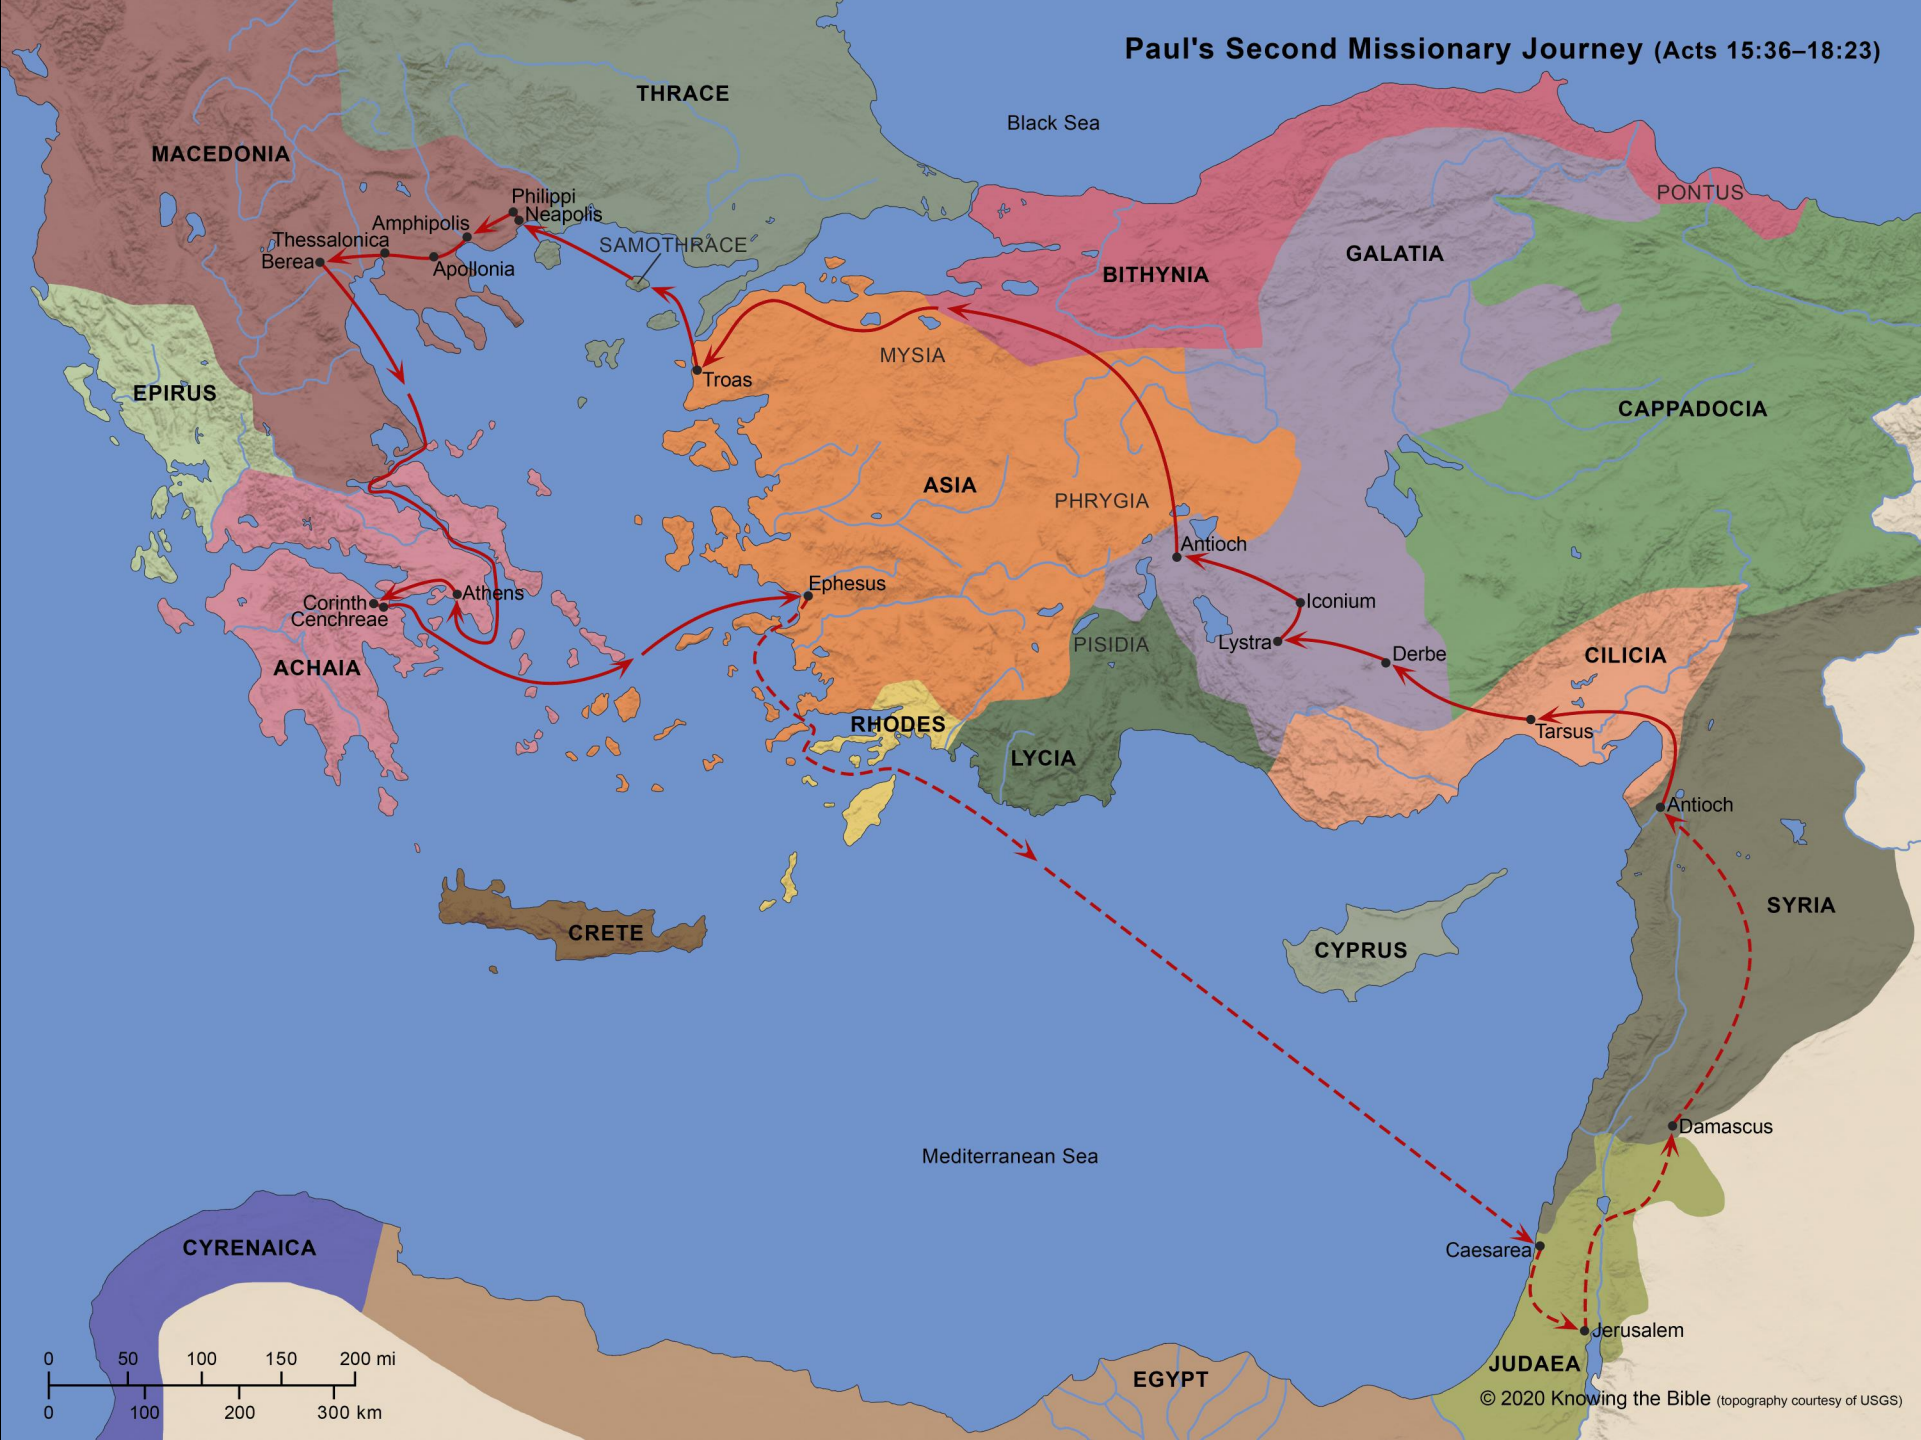 Paul's Second Missionary Journey (Acts 15:36–18:23)
THRACE
Black Sea
MACEDONIA
PONTUS
Philippi
Neapolis
Amphipolis
SAMOTHRACE
Thessalonica
Berea
Apollonia
GALATIA
BITHYNIA
MYSIA
Troas
EPIRUS
CAPPADOCIA
ASIA
PHRYGIA
Antioch
Ephesus
Athens
Corinth
Cenchreae
Iconium
Lystra
PISIDIA
Derbe
CILICIA
ACHAIA
RHODES
Tarsus
LYCIA
Antioch
SYRIA
CRETE
CYPRUS
Damascus
Mediterranean Sea
CYRENAICA
Caesarea
Jerusalem
JUDAEA
EGYPT
0 50 100 150 200 mi
0 100 200 300 km
© 2020 Knowing the Bible (topography courtesy of USGS)